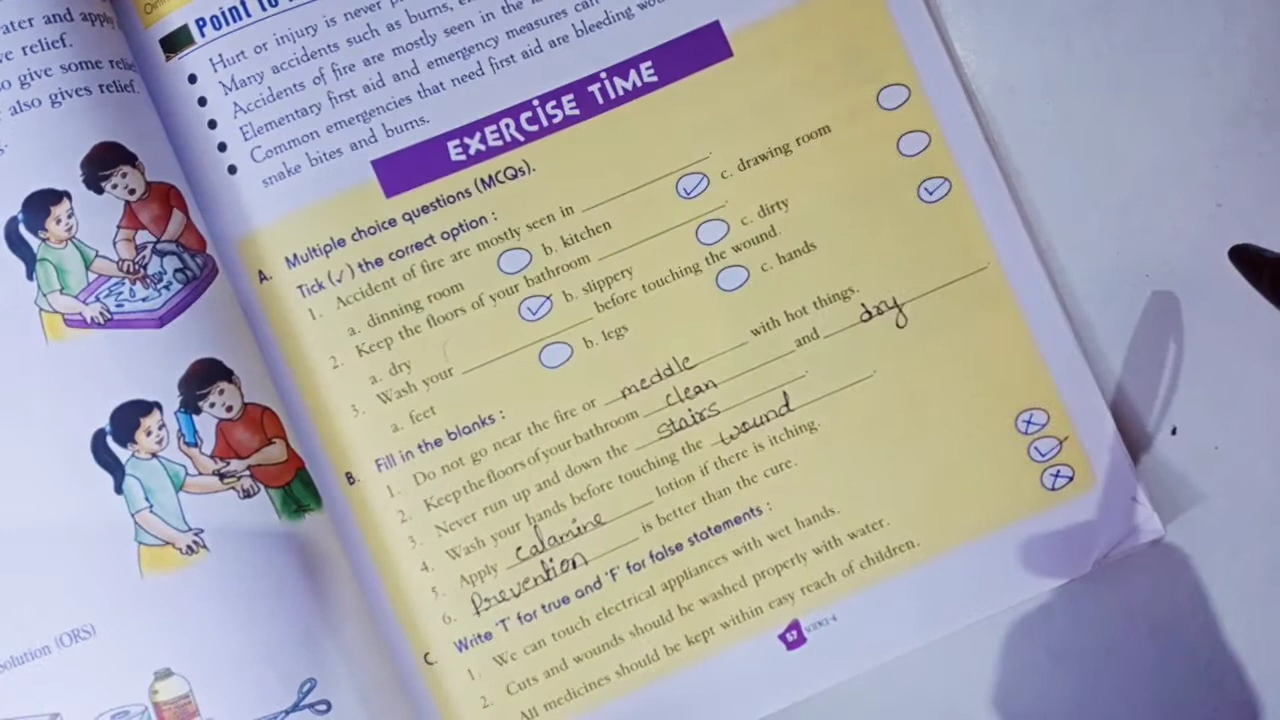 ater and apply
ve relief.
so give some relie
also gives relief.
solution (ORS)
Point to
Hurt or injury is never
Many accidents such as burns,
Accidents of fire are mostly seen in the
Elementary first aid and emergency measures can
Common emergencies that need first aid are bleeding
snake bites and burns.
EXERCISE TIME
A. Multiple choice questions (MCQs).
Tick (✓) the correct option :
1. Accident of fire are mostly seen in ________.
a. dinning room b. kitchen ✓ c. drawing room
2. Keep the floors of your bathroom ________.
a. dry ✓ b. slippery c. dirty
3. Wash your ________ before touching the wound.
a. feet b. legs c. hands ✓
B. Fill in the blanks :
1. Do not go near the fire or meddle with hot things.
2. Keep the floors of your bathroom clean and dry.
3. Never run up and down the stairs.
4. Wash your hands before touching the wound.
5. Apply calamine lotion if there is itching.
6. Prevention is better than the cure.
C. Write 'T' for true and 'F' for false statements :
1. We can touch electrical appliances with wet hands. ✗
2. Cuts and wounds should be washed properly with water. ✓
All medicines should be kept within easy reach of children. ✗
57 SCIENCE-4